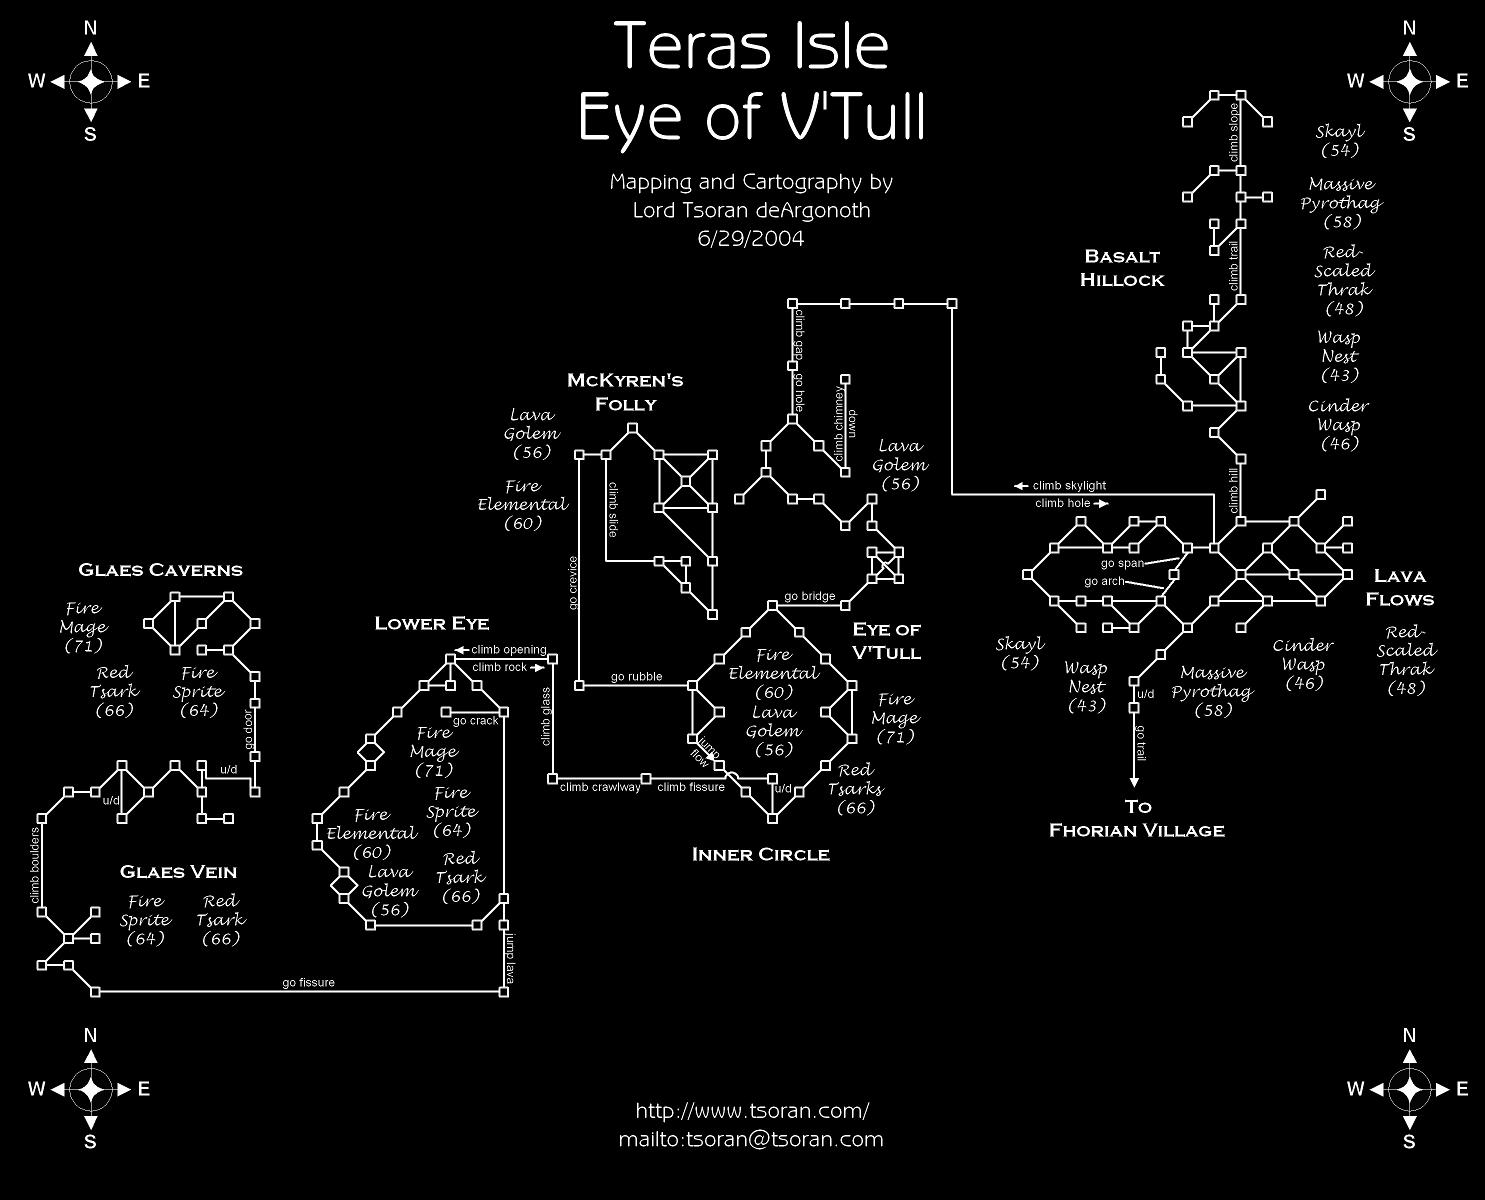 N
W E
S
N
W E
S
Teras Isle
Eye of V'Tull
Mapping and Cartography by
Lord Tsoran deArgonoth
6/29/2004
climb slope
Skayl
(54)
Massive
Pyrothag
(58)
Red-
Scaled
Thrak
(48)
Wasp
Nest
(43)
Cinder
Wasp
(46)
Basalt
Hillock
climb trail
climb hill
climb gap
go hole
climb chimney
down
Lava
Golem
(56)
climb skylight
climb hole
McKyren's
Folly
Lava
Golem
(56)
Fire
Elemental
(60)
climb slide
go crevice
go rubble
go span
go arch
Lava
Flows
Skayl
(54)
Wasp
Nest
(43)
Massive
Pyrothag
(58)
Cinder
Wasp
(46)
Red-
Scaled
Thrak
(48)
u/d
go trail
To
Fhorian Village
Glaes Caverns
Fire
Mage
(71)
Red
Tsark
(66)
Fire
Sprite
(64)
go door
u/d
u/d
climb boulders
Glaes Vein
Fire
Sprite
(64)
Red
Tsark
(66)
go fissure
Lower Eye
climb opening
climb rock
go crack
Fire
Mage
(71)
Fire
Sprite
(64)
Fire
Elemental
(60)
Lava
Golem
(56)
Red
Tsark
(66)
jump lava
climb glass
climb crawlway
climb fissure
go bridge
Eye of
V'Tull
Fire
Elemental
(60)
Lava
Golem
(56)
Fire
Mage
(71)
Red
Tsarks
(66)
jump
flow
u/d
Inner Circle
N
W E
S
N
W E
S
http://www.tsoran.com/
mailto:tsoran@tsoran.com